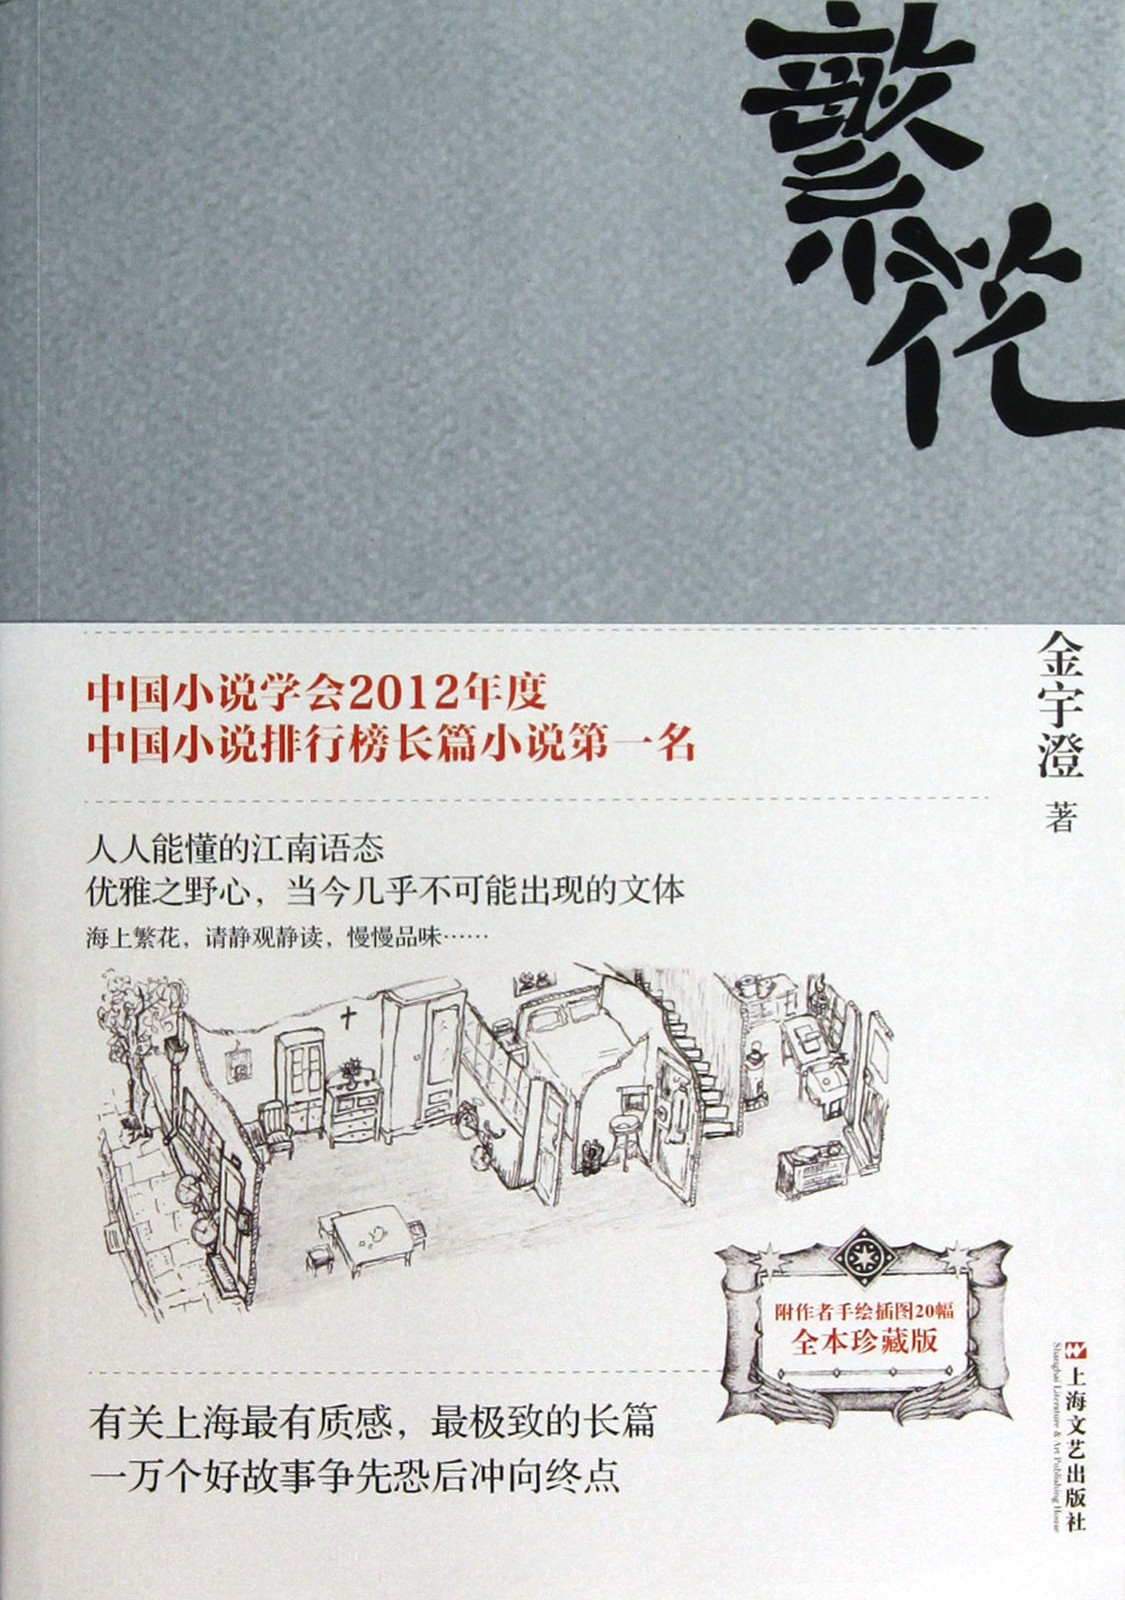 繁花
金宇澄 著
中国小说学会2012年度
中国小说排行榜长篇小说第一名
人人能懂的江南语态
优雅之野心，当今几乎不可能出现的文体
海上繁花，请静观静读，慢慢品味……
附作者手绘插图20幅
全本珍藏版
有关上海最有质感，最极致的长篇
一万个好故事争先恐后冲向终点
上海文艺出版社
Shanghai Literature & Art Publishing House